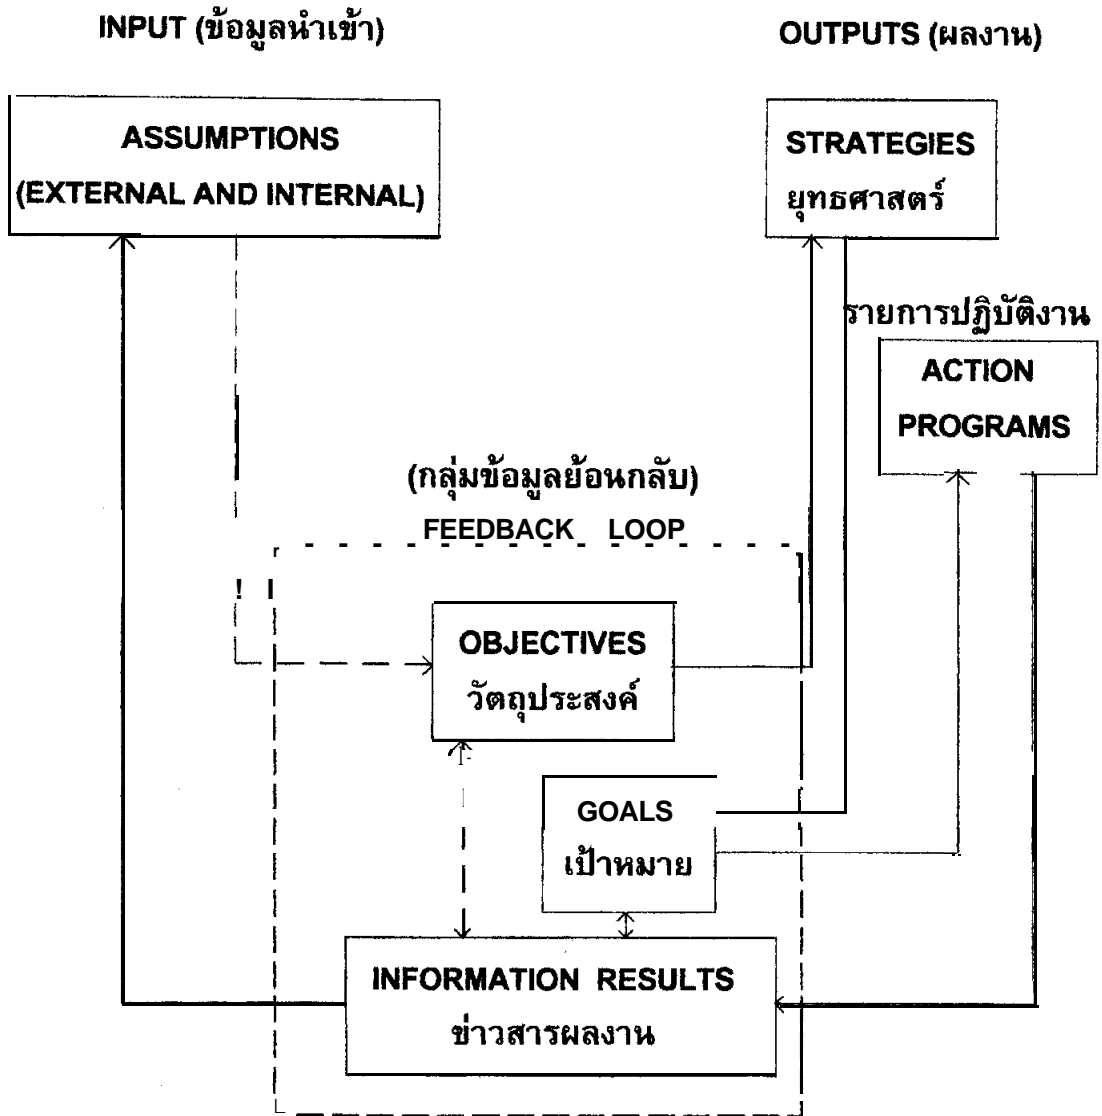 INPUT (ข้อมูลนำเข้า)
OUTPUTS (ผลงาน)
ASSUMPTIONS
(EXTERNAL AND INTERNAL)
STRATEGIES
ยุทธศาสตร์
รายการปฏิบัติงาน
ACTION
PROGRAMS
(กลุ่มข้อมูลย้อนกลับ)
FEEDBACK LOOP
OBJECTIVES
วัตถุประสงค์
GOALS
เป้าหมาย
INFORMATION RESULTS
ข่าวสารผลงาน